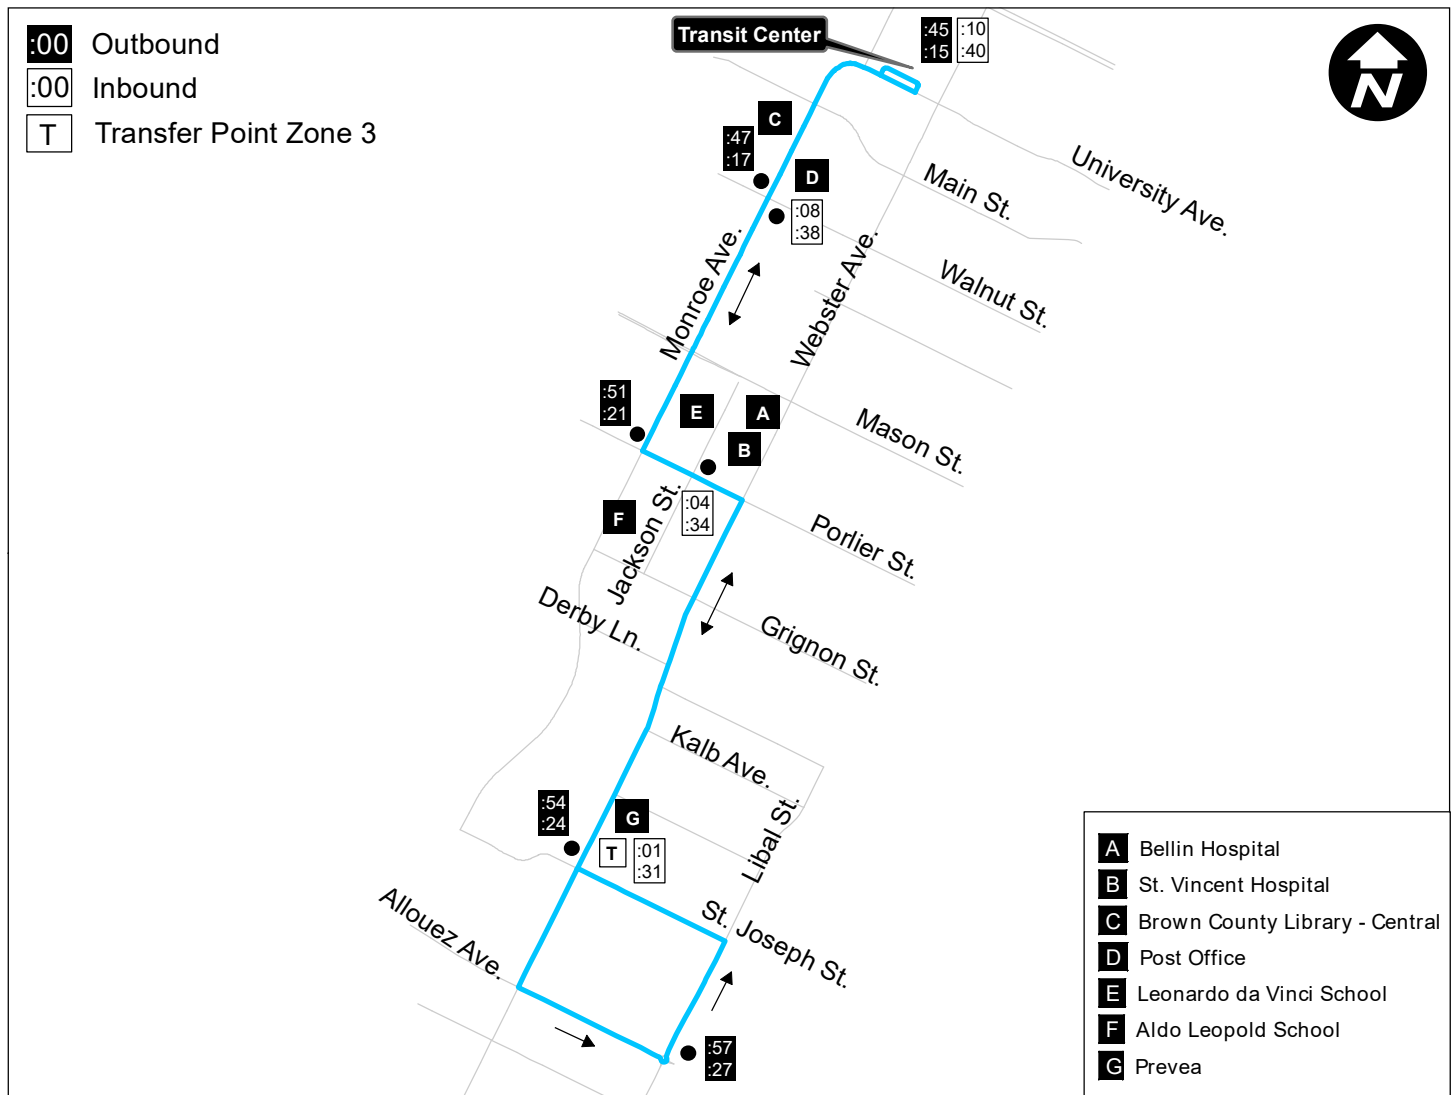 :00 Outbound
:00 Inbound
T Transfer Point Zone 3
Transit Center
:45 :10
:15 :40
N
C
:47
:17
D
:08
:38
University Ave.
Main St.
Walnut St.
Monroe Ave.
Webster Ave.
:51
:21
E
A
B
Mason St.
F
:04
:34
Jackson St.
Porlier St.
Derby Ln.
Grignon St.
Kalb Ave.
:54
:24
G
T
:01
:31
Libal St.
Allouez Ave.
St. Joseph St.
:57
:27
A Bellin Hospital
B St. Vincent Hospital
C Brown County Library - Central
D Post Office
E Leonardo da Vinci School
F Aldo Leopold School
G Prevea